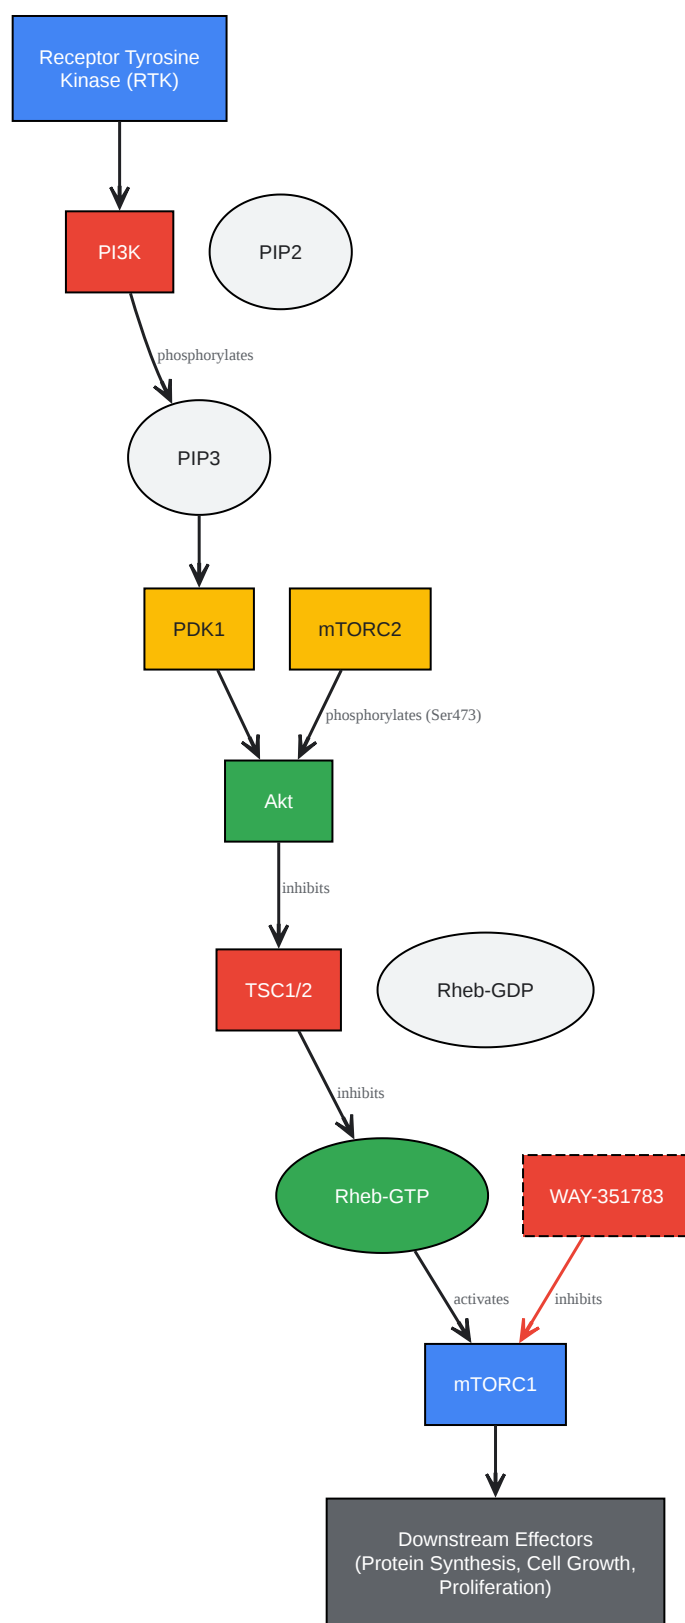 Receptor Tyrosine
Kinase (RTK)
PI3K
PIP2
phosphorylates
PIP3
PDK1
mTORC2
phosphorylates (Ser473)
Akt
inhibits
TSC1/2
Rheb-GDP
inhibits
Rheb-GTP
WAY-351783
activates
inhibits
mTORC1
Downstream Effectors
(Protein Synthesis, Cell Growth,
Proliferation)